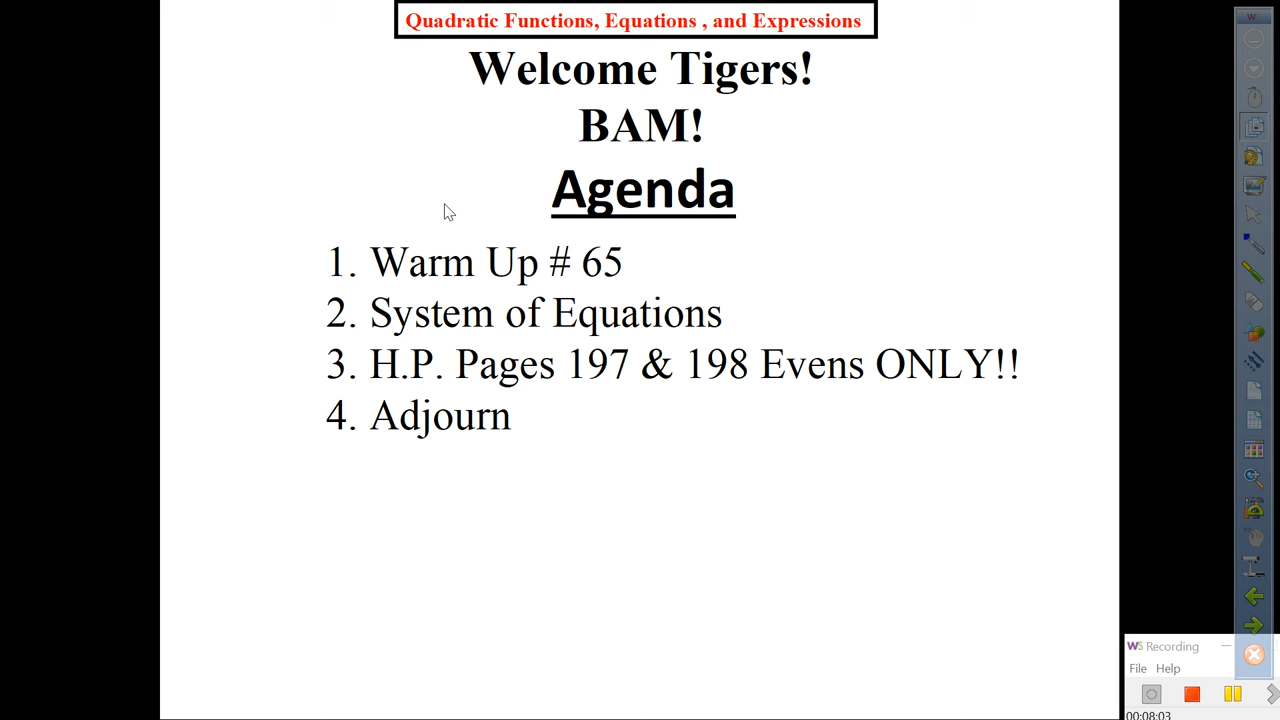 Quadratic Functions, Equations , and Expressions
Welcome Tigers!
BAM!
Agenda
1. Warm Up # 65
2. System of Equations
3. H.P. Pages 197 & 198 Evens ONLY!!
4. Adjourn
W
WS Recording
File Help
00:08:03